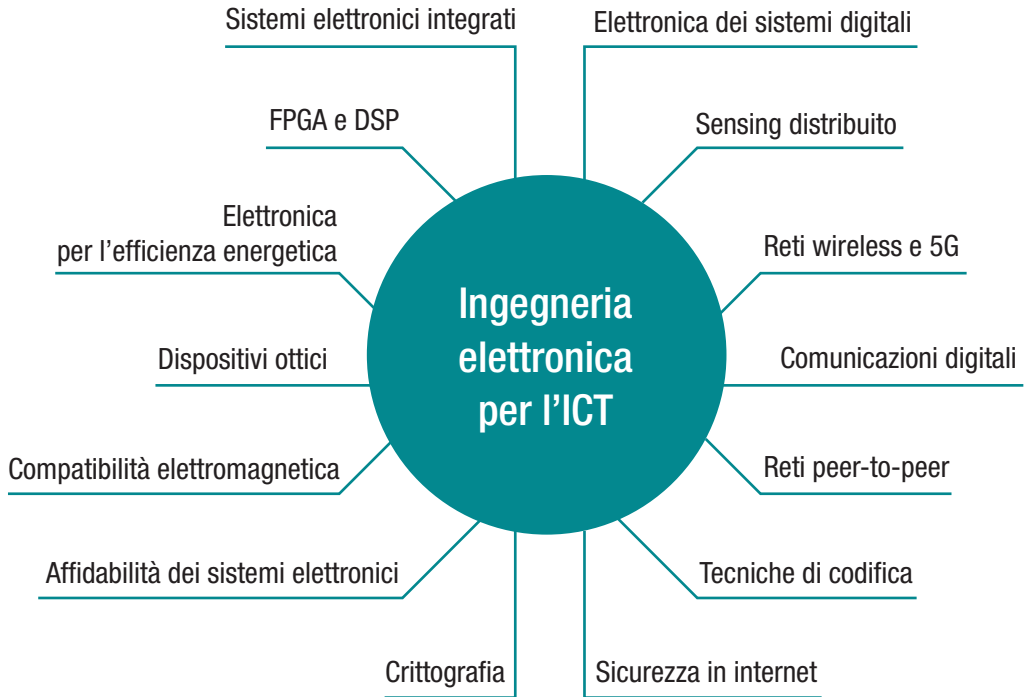 Sistemi elettronici integrati
Elettronica dei sistemi digitali
FPGA e DSP
Sensing distribuito
Elettronica
per l’efficienza energetica
Reti wireless e 5G
Ingegneria
elettronica
per l’ICT
Dispositivi ottici
Comunicazioni digitali
Compatibilità elettromagnetica
Reti peer-to-peer
Affidabilità dei sistemi elettronici
Tecniche di codifica
Crittografia
Sicurezza in internet